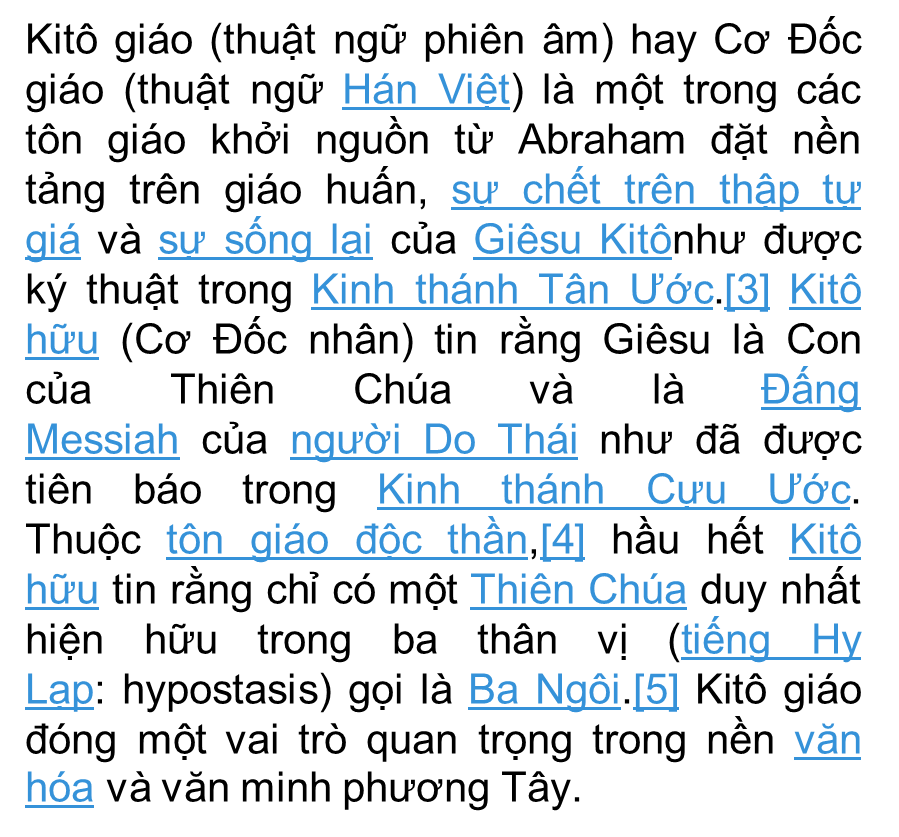 Kitô giáo (thuật ngữ phiên âm) hay Cơ Đốc
giáo (thuật ngữ Hán Việt) là một trong các
tôn giáo khởi nguồn từ Abraham đặt nền
tảng trên giáo huấn, sự chết trên thập tự
giá và sự sống lại của Giêsu Kitônhư được
ký thuật trong Kinh thánh Tân Ước.[3] Kitô
hữu (Cơ Đốc nhân) tin rằng Giêsu là Con
của Thiên Chúa và là Đấng
Messiah của người Do Thái như đã được
tiên báo trong Kinh thánh Cựu Ước.
Thuộc tôn giáo độc thần,[4] hầu hết Kitô
hữu tin rằng chỉ có một Thiên Chúa duy nhất
hiện hữu trong ba thân vị (tiếng Hy
Lạp: hypostasis) gọi là Ba Ngôi.[5] Kitô giáo
đóng một vai trò quan trọng trong nền văn
hóa và văn minh phương Tây.